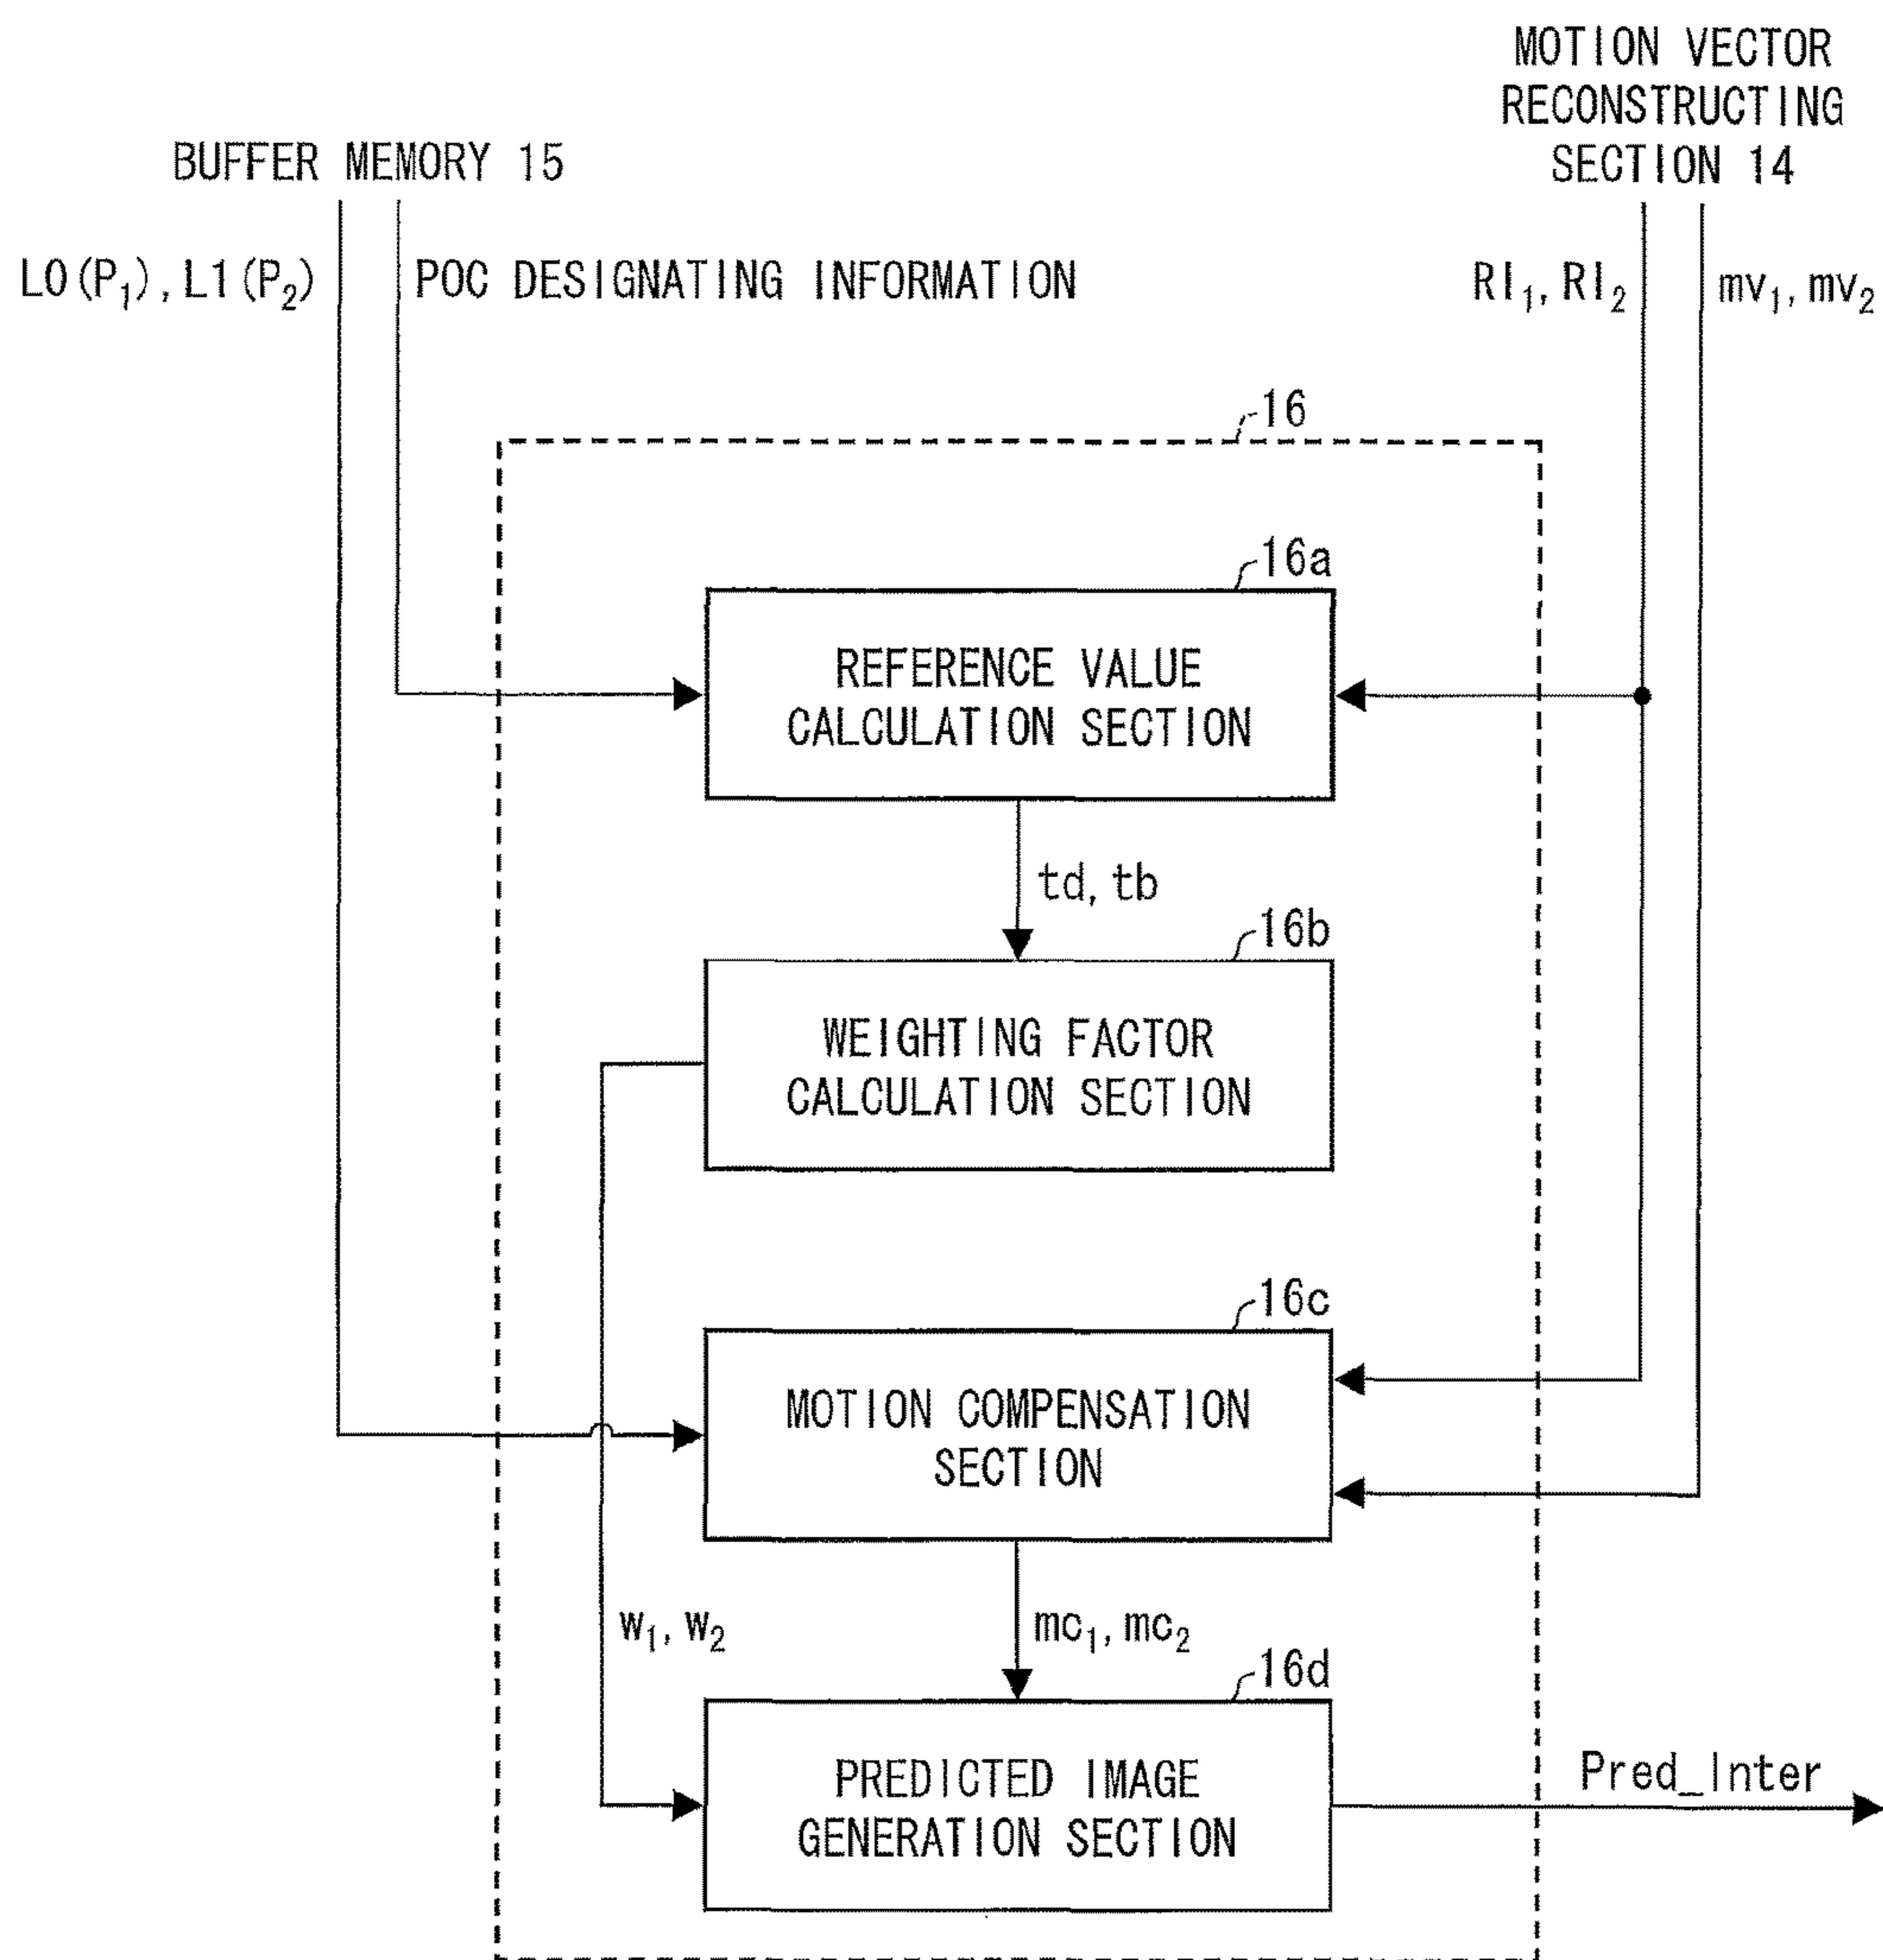 MOTION VECTOR
RECONSTRUCTING
SECTION 14
BUFFER MEMORY 15
L0(P₁), L1(P₂)
POC DESIGNATING INFORMATION
RI₁, RI₂
mv₁, mv₂
16
16a
REFERENCE VALUE
CALCULATION SECTION
td, tb
16b
WEIGHTING FACTOR
CALCULATION SECTION
16c
MOTION COMPENSATION
SECTION
w₁, w₂
mc₁, mc₂
16d
PREDICTED IMAGE
GENERATION SECTION
Pred_Inter